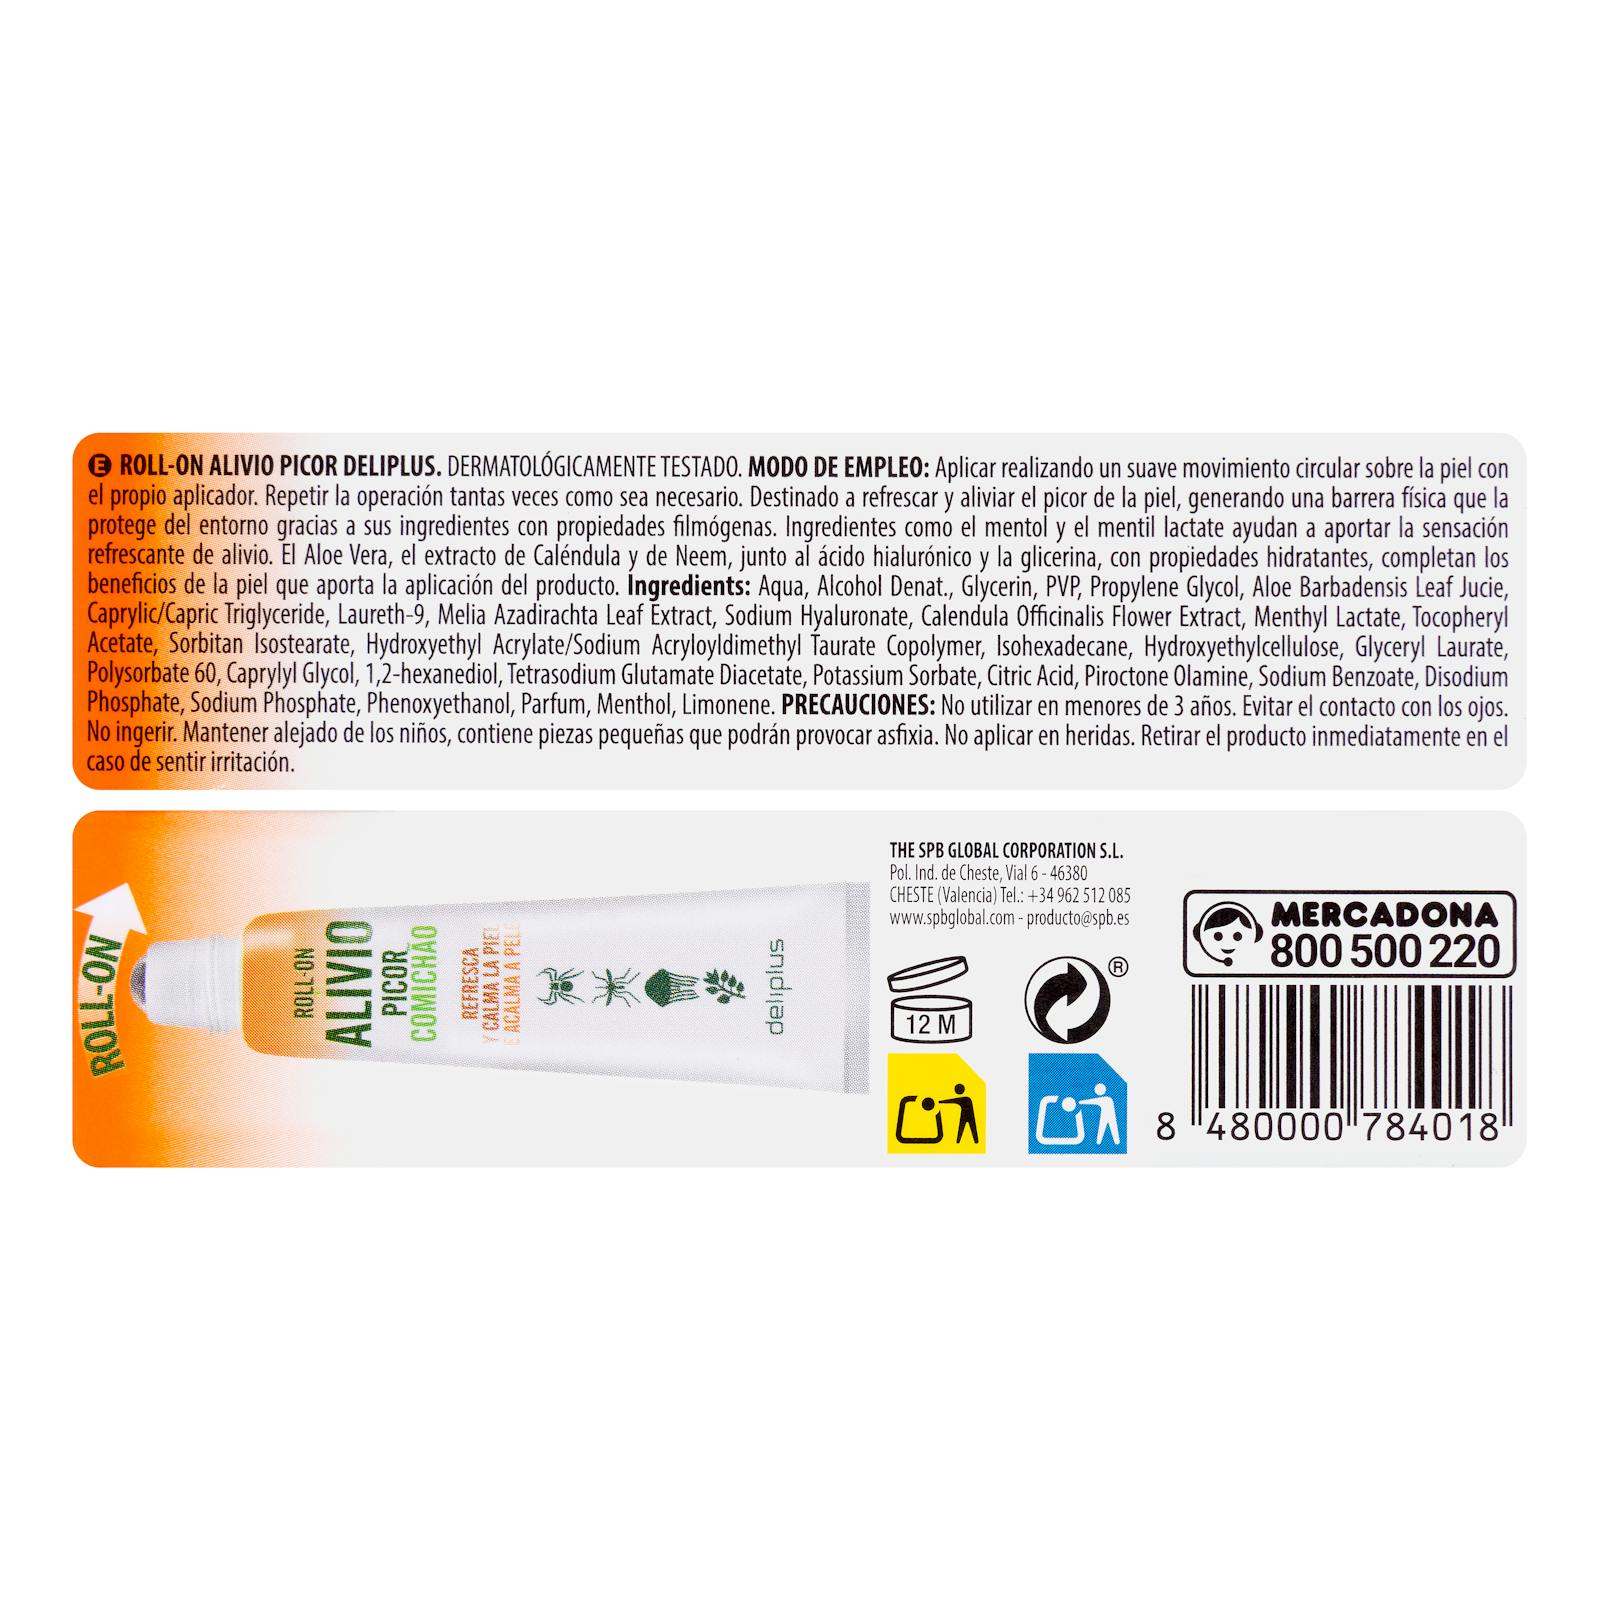 E ROLL-ON ALIVIO PICOR DELIPLUS. DERMATOLÓGICAMENTE TESTADO. MODO DE EMPLEO: Aplicar realizando un suave movimiento circular sobre la piel con
el propio aplicador. Repetir la operación tantas veces como sea necesario. Destinado a refrescar y aliviar el picor de la piel, generando una barrera física que la
protege del entorno gracias a sus ingredientes con propiedades filmógenas. Ingredientes como el mentol y el mentil lactate ayudan a aportar la sensación
refrescante de alivio. El Aloe Vera, el extracto de Caléndula y de Neem, junto al ácido hialurónico y la glicerina, con propiedades hidratantes, completan los
beneficios de la piel que aporta la aplicación del producto. Ingredients: Aqua, Alcohol Denat., Glycerin, PVP, Propylene Glycol, Aloe Barbadensis Leaf Jucie,
Caprylic/Capric Triglyceride, Laureth-9, Melia Azadirachta Leaf Extract, Sodium Hyaluronate, Calendula Officinalis Flower Extract, Menthyl Lactate, Tocopheryl
Acetate, Sorbitan Isostearate, Hydroxyethyl Acrylate/Sodium Acryloyldimethyl Taurate Copolymer, Isohexadecane, Hydroxyethylcellulose, Glyceryl Laurate,
Polysorbate 60, Caprylyl Glycol, 1,2-hexanediol, Tetrasodium Glutamate Diacetate, Potassium Sorbate, Citric Acid, Piroctone Olamine, Sodium Benzoate, Disodium
Phosphate, Sodium Phosphate, Phenoxyethanol, Parfum, Menthol, Limonene. PRECAUCIONES: No utilizar en menores de 3 años. Evitar el contacto con los ojos.
No ingerir. Mantener alejado de los niños, contiene piezas pequeñas que podrán provocar asfixia. No aplicar en heridas. Retirar el producto inmediatamente en el
caso de sentir irritación.
ROLL-ON
ROLL-ON
ALIVIO
PICOR
COMICHÃO
REFRESCA
Y CALMA LA PIEL
E ACALMA A PELE
deliplus
THE SPB GLOBAL CORPORATION S.L.
Pol. Ind. de Cheste, Vial 6 - 46380
CHESTE (Valencia) Tel.: +34 962 512 085
www.spbglobal.com - producto@spb.es
12 M
®
MERCADONA
800 500 220
8 480000 784018